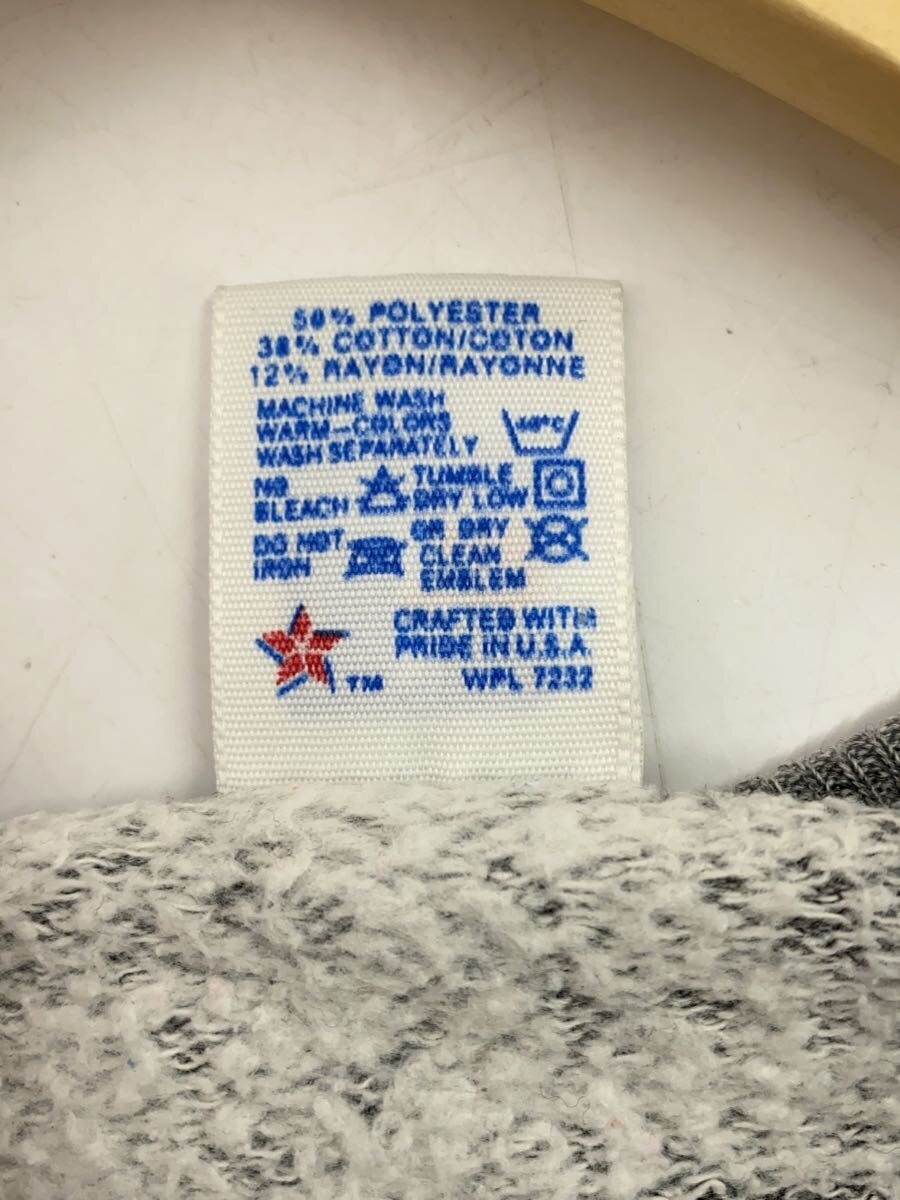 50% POLYESTER
38% COTTON/COTON
12% RAYON/RAYONNE
MACHINE WASH
WARM-COLORS
WASH SEPARATELY
40°C
NO
BLEACH
TUMBLE
DRY LOW
DO NOT
IRON
OR DRY
CLEAN
EMBLEM
CRAFTED WITH
PRIDE IN U.S.A.
TM
WPL 7232